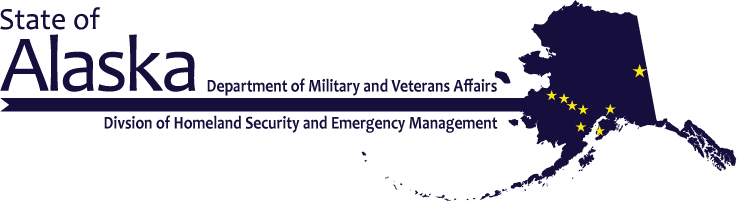 State of
Alaska
Department of Military and Veterans Affairs
Divsion of Homeland Security and Emergency Management